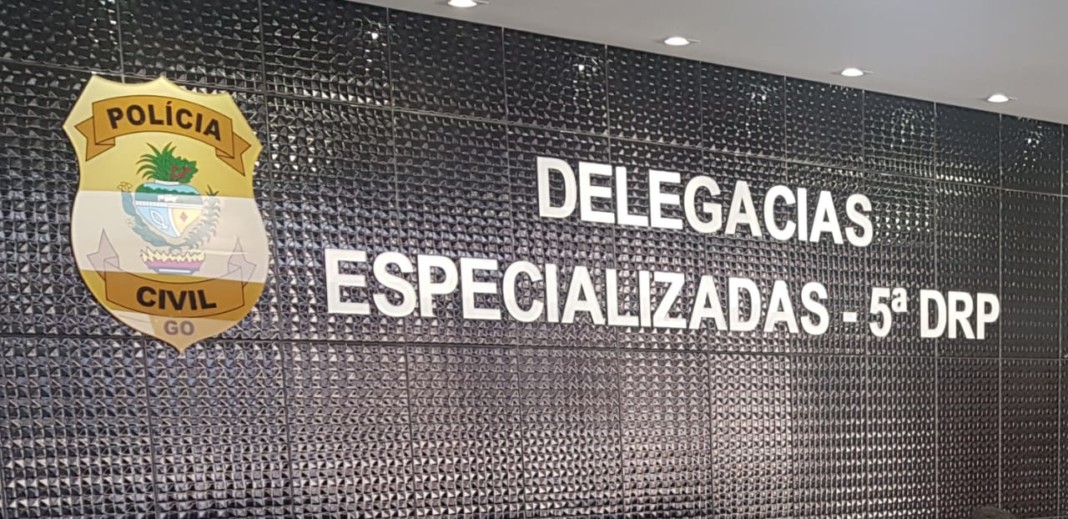 POLÍCIA
CIVIL
GO
DELEGACIAS
ESPECIALIZADAS - 5ª DRP